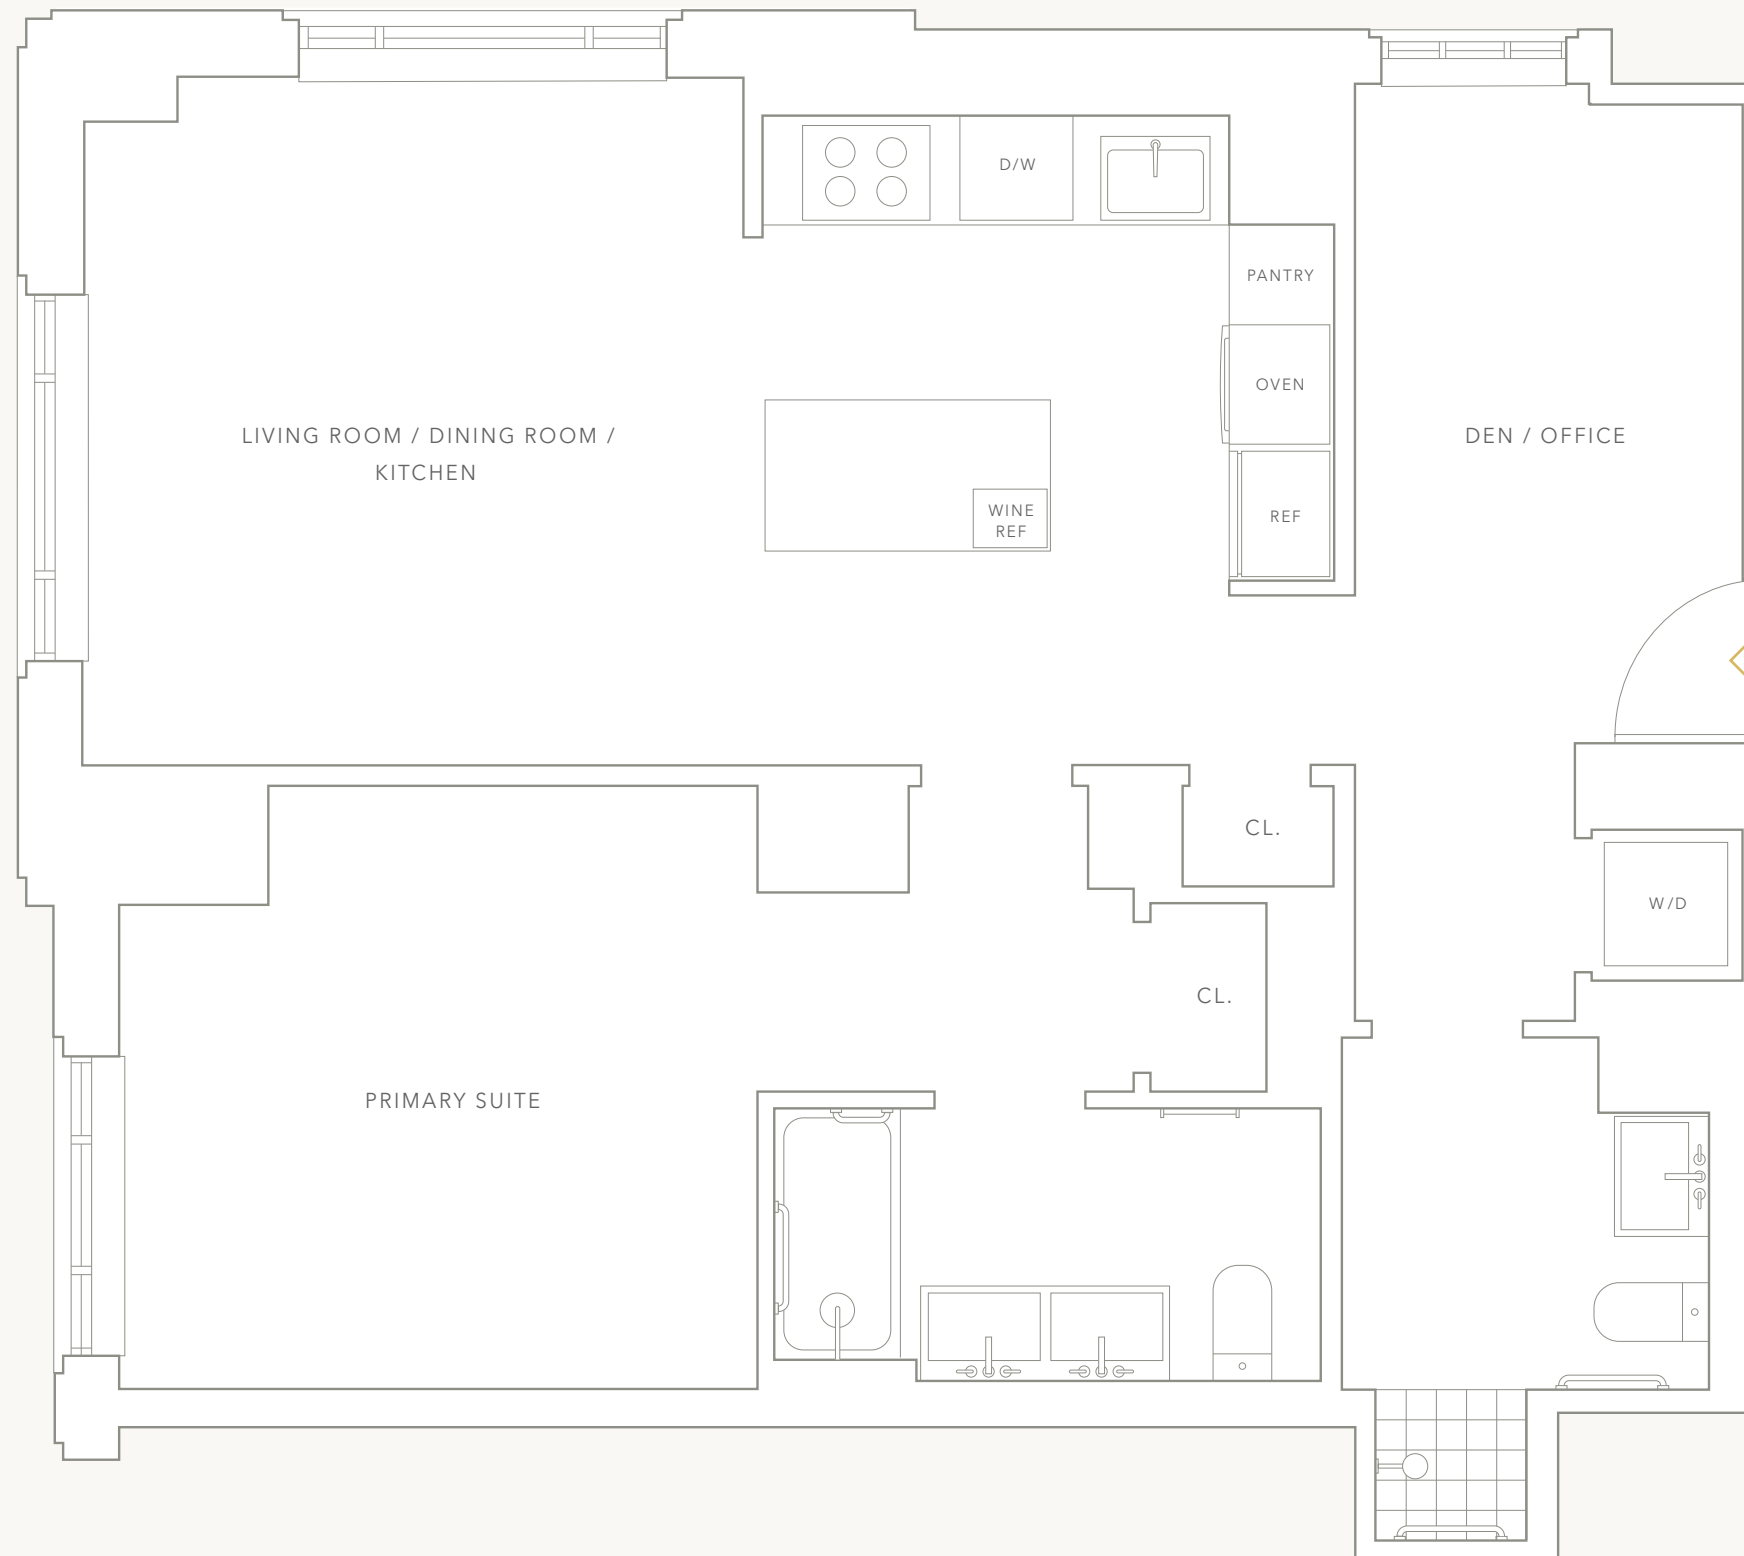 D/W
PANTRY
OVEN
LIVING ROOM / DINING ROOM /
KITCHEN
DEN / OFFICE
WINE
REF
REF
CL.
W/D
CL.
PRIMARY SUITE